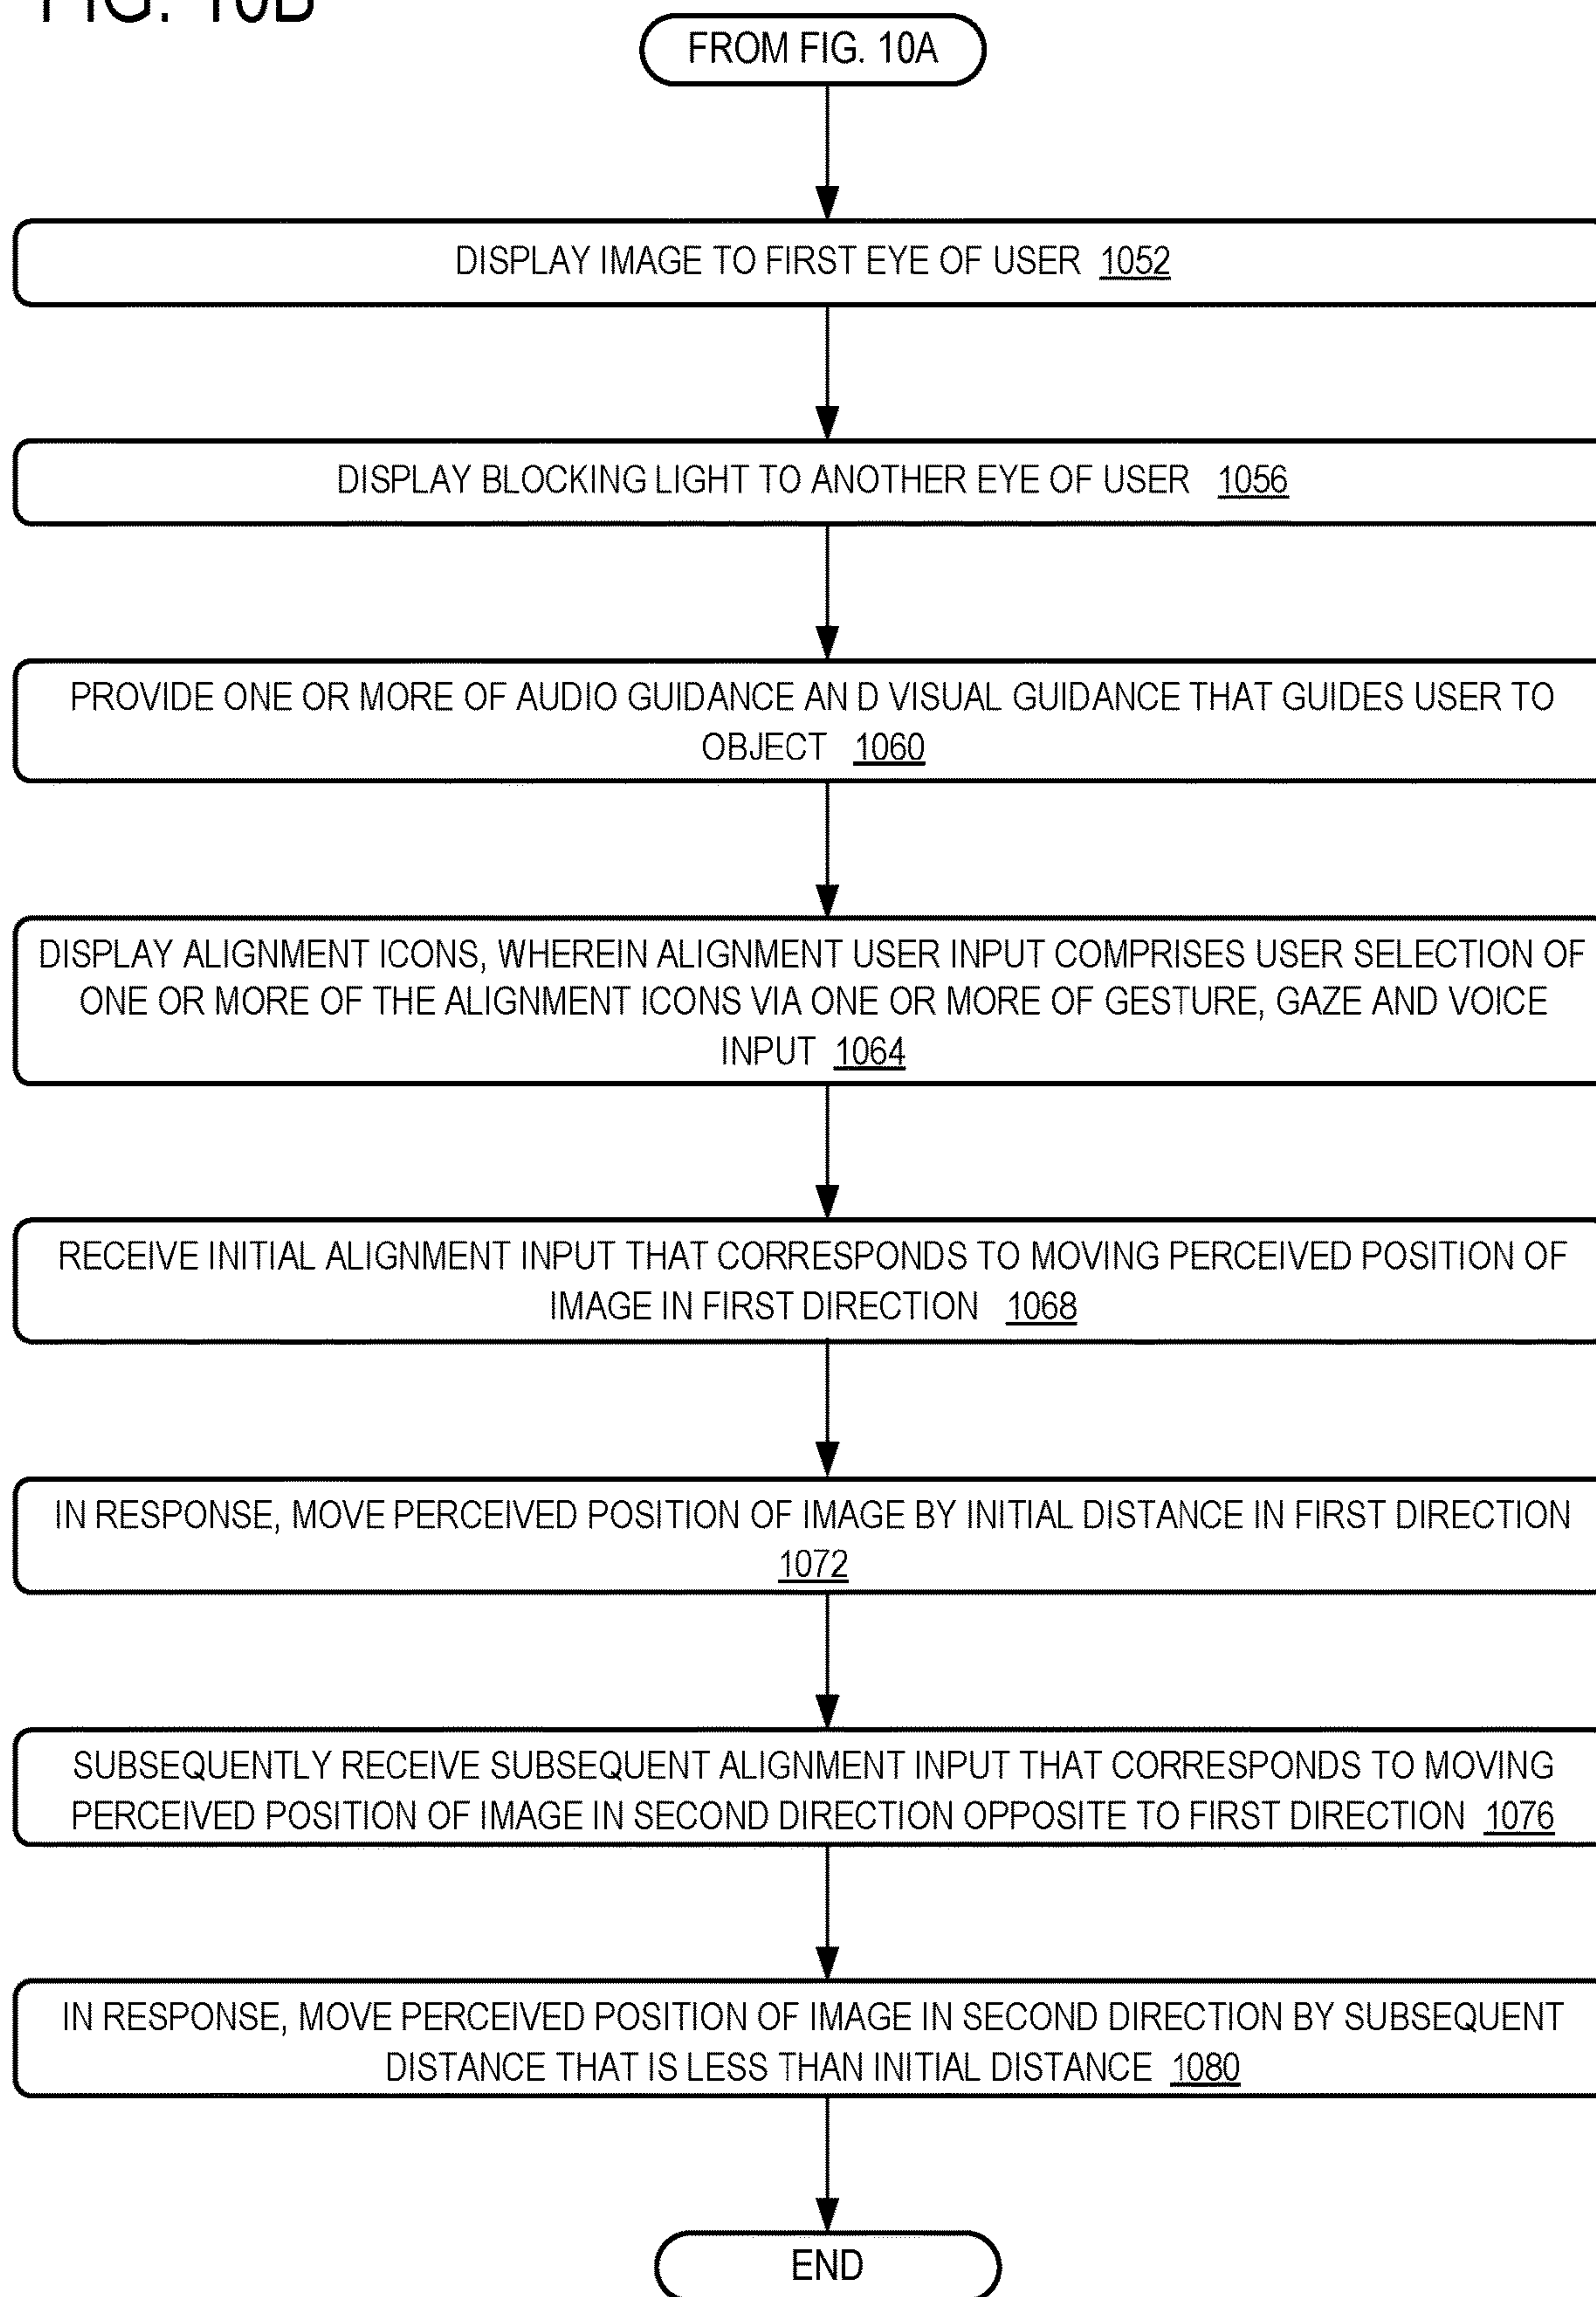 FIG. 10B
FROM FIG. 10A
DISPLAY IMAGE TO FIRST EYE OF USER 1052
DISPLAY BLOCKING LIGHT TO ANOTHER EYE OF USER 1056
PROVIDE ONE OR MORE OF AUDIO GUIDANCE AN D VISUAL GUIDANCE THAT GUIDES USER TO
OBJECT 1060
DISPLAY ALIGNMENT ICONS, WHEREIN ALIGNMENT USER INPUT COMPRISES USER SELECTION OF
ONE OR MORE OF THE ALIGNMENT ICONS VIA ONE OR MORE OF GESTURE, GAZE AND VOICE
INPUT 1064
RECEIVE INITIAL ALIGNMENT INPUT THAT CORRESPONDS TO MOVING PERCEIVED POSITION OF
IMAGE IN FIRST DIRECTION 1068
IN RESPONSE, MOVE PERCEIVED POSITION OF IMAGE BY INITIAL DISTANCE IN FIRST DIRECTION
1072
SUBSEQUENTLY RECEIVE SUBSEQUENT ALIGNMENT INPUT THAT CORRESPONDS TO MOVING
PERCEIVED POSITION OF IMAGE IN SECOND DIRECTION OPPOSITE TO FIRST DIRECTION 1076
IN RESPONSE, MOVE PERCEIVED POSITION OF IMAGE IN SECOND DIRECTION BY SUBSEQUENT
DISTANCE THAT IS LESS THAN INITIAL DISTANCE 1080
END